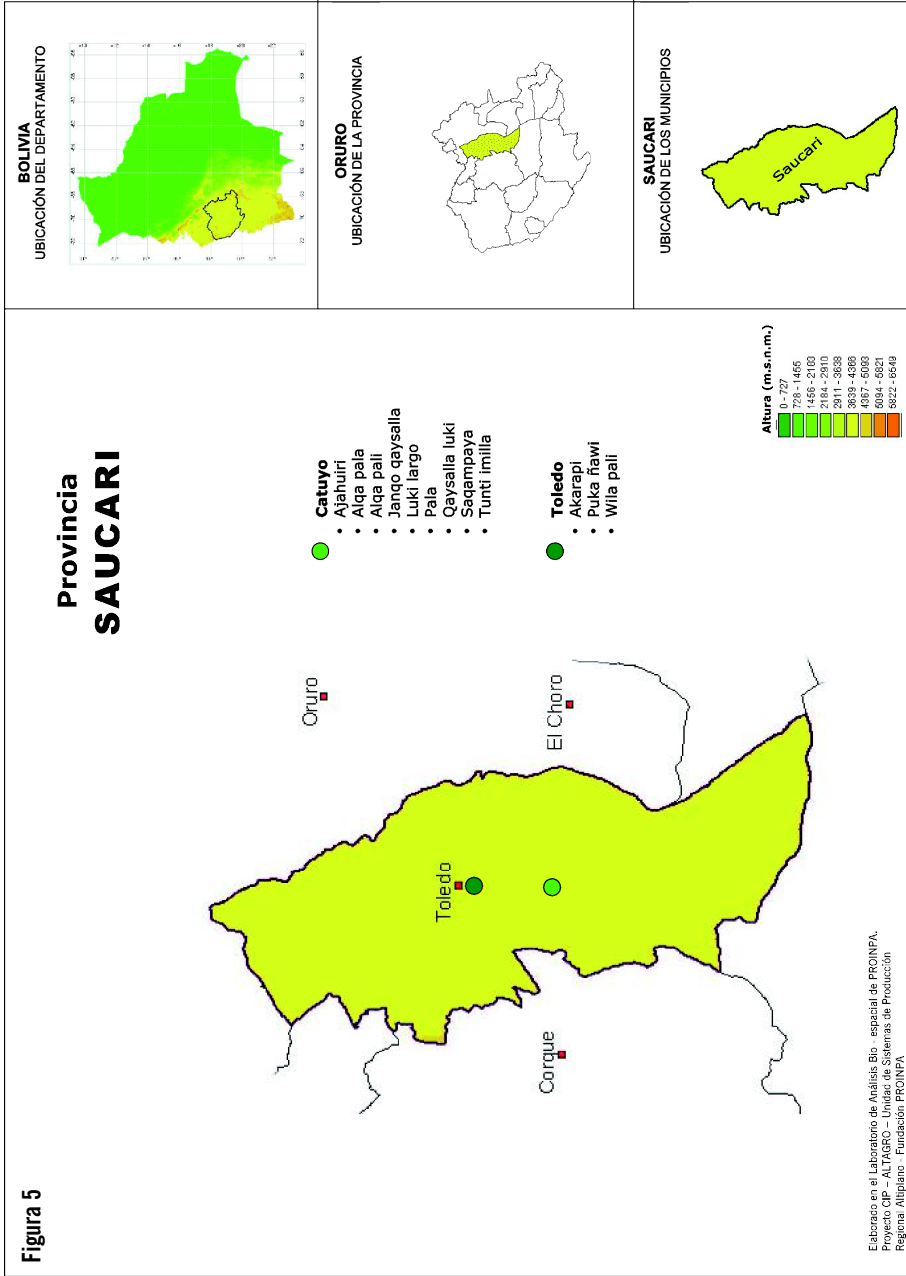 Figura 5
Provincia
SAUCARI
Oruro
Toledo
El Choro
Corque
Catuyo
• Ajahuiri
• Alqa pala
• Alqa pali
• Janqo qaysalla
• Luki largo
• Pala
• Qaysalla luki
• Saqampaya
• Tunti imilla
Toledo
• Akarapi
• Puka ñawi
• Wila pali
Altura (m.s.n.m.)
0 - 727
728 - 1455
1456 - 2183
2184 - 2910
2911 - 3638
3639 - 4366
4367 - 5093
5094 - 5821
5822 - 6549
Elaborado en el Laboratorio de Análisis Bio - espacial de PROINPA.
Proyecto CIP – ALTAGRO – Unidad de Sistemas de Producción
Regional Altiplano - Fundación PROINPA
BOLIVIA
UBICACIÓN DEL DEPARTAMENTO
ORURO
UBICACIÓN DE LA PROVINCIA
SAUCARI
UBICACIÓN DE LOS MUNICIPIOS
Saucari